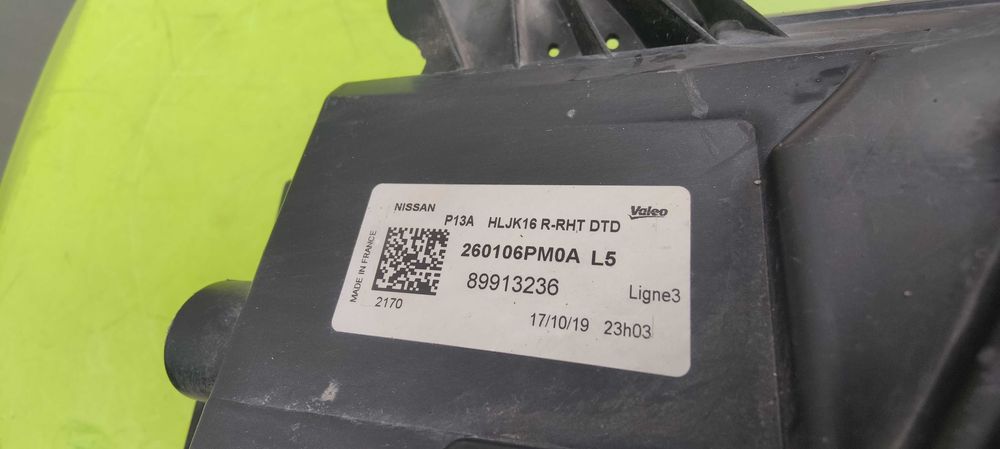 NISSAN
Valeo
P13A HLJK16 R-RHT DTD
MADE IN FRANCE
260106PM0A L5
89913236
Ligne3
2170
17/10/19 23h03